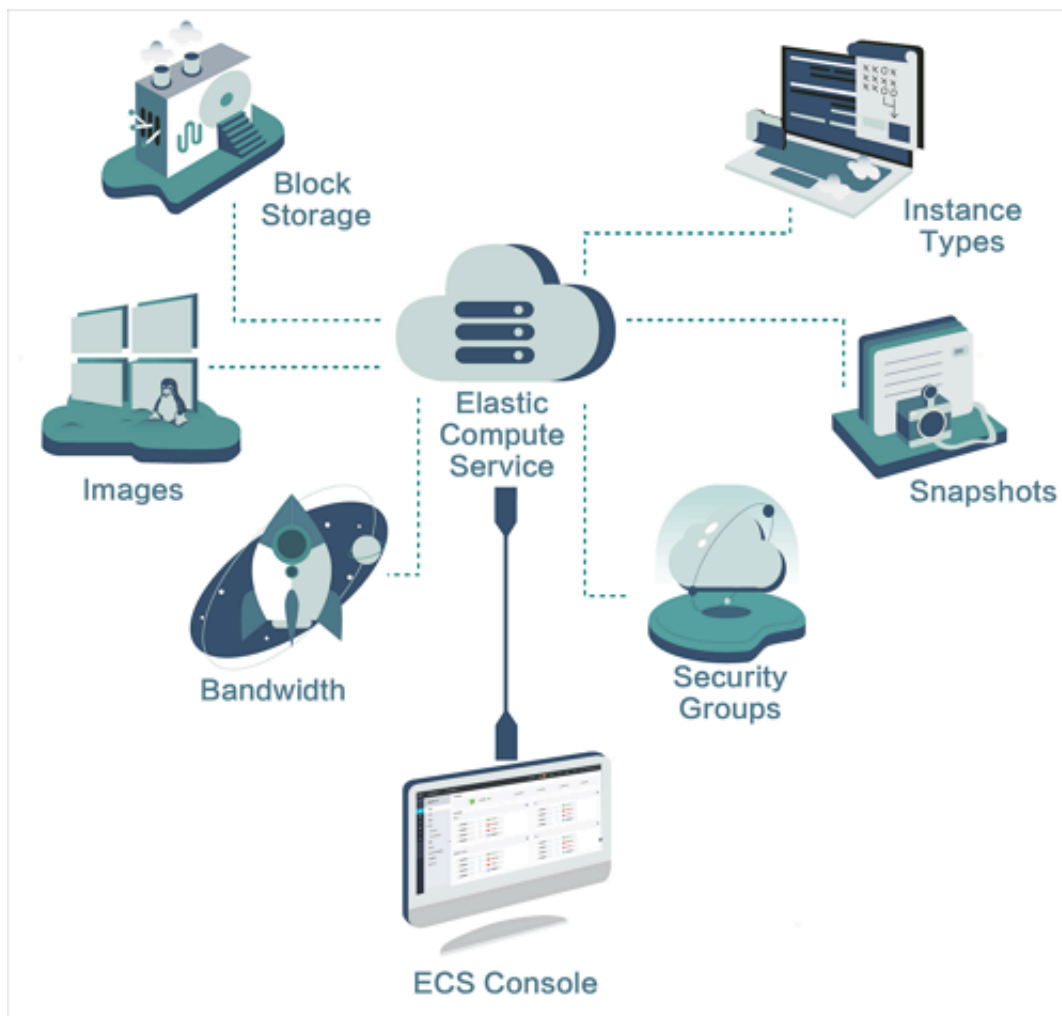 Block
Storage
Instance
Types
Elastic
Compute
Service
Images
Snapshots
Bandwidth
Security
Groups
ECS Console